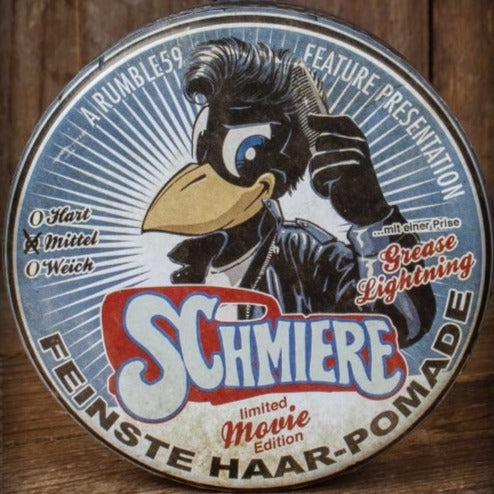 A RUMBLE59
FEATURE PRESENTATION
O Hart
X Mittel
O Weich
...mit einer Prise
Grease
Lightning
SCHMIERE
limited
Movie
Edition
FEINSTE HAAR-POMADE